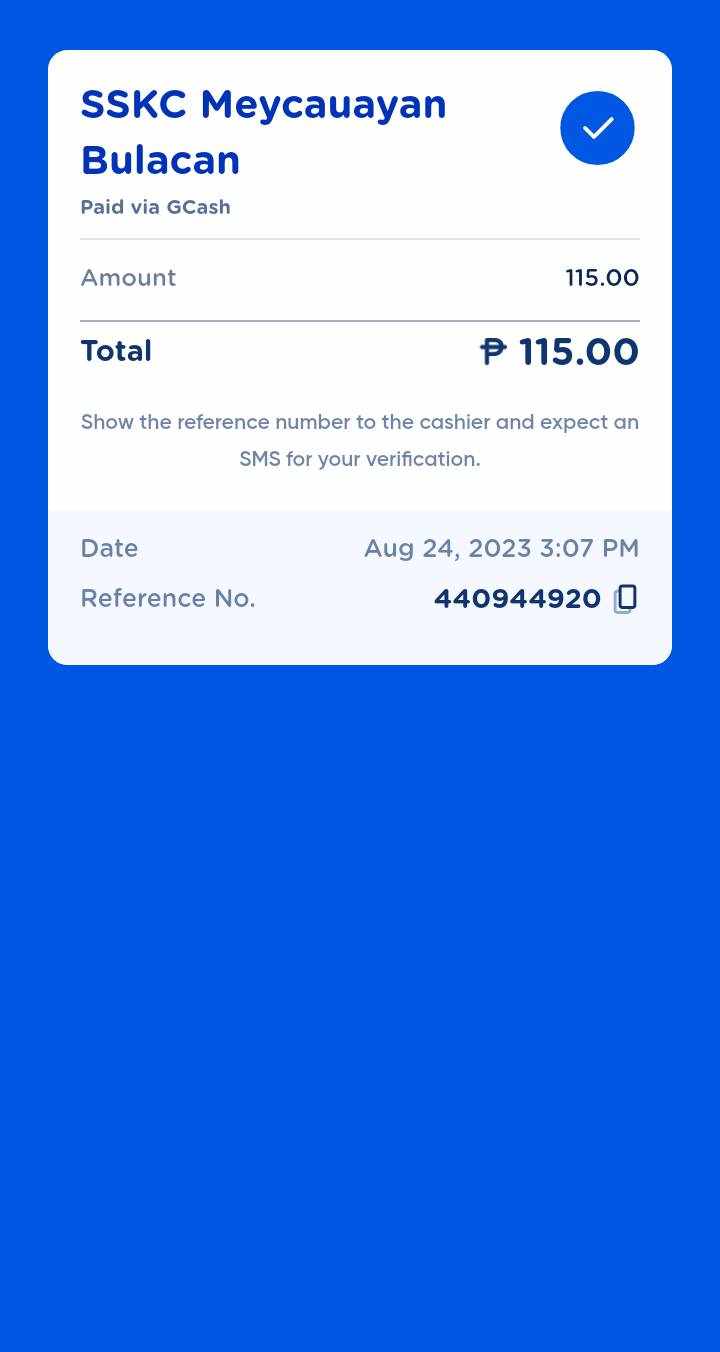 SSKC Meycauayan
Bulacan
Paid via GCash
Amount 115.00
Total ₱ 115.00
Show the reference number to the cashier and expect an
SMS for your verification.
Date Aug 24, 2023 3:07 PM
Reference No. 440944920